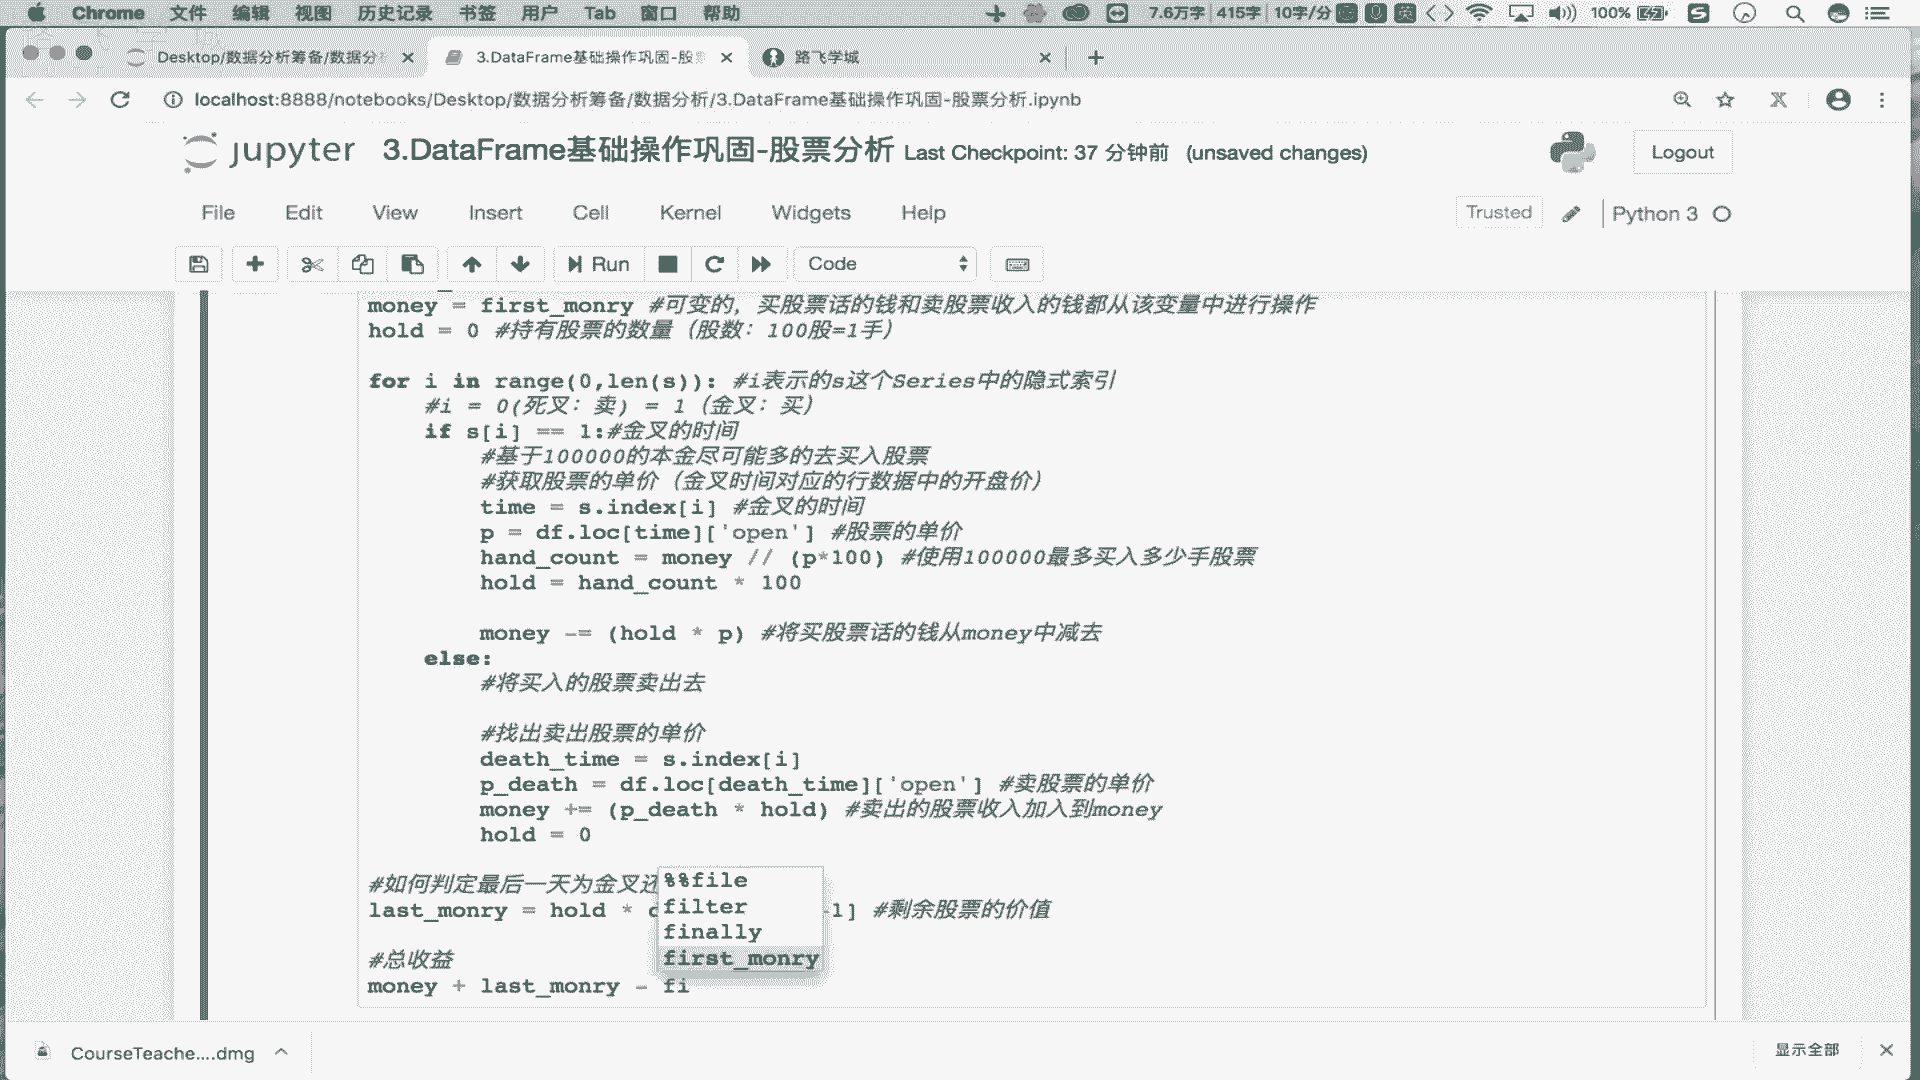 Chrome 文件 编辑 视图 历史记录 书签 用户 Tab 窗口 帮助 7.6万字 415字 10字/分 英 100%
Desktop/数据分析筹备/数据分
3.DataFrame基础操作巩固-股
路飞学城
localhost:8888/notebooks/Desktop/数据分析筹备/数据分析/3.DataFrame基础操作巩固-股票分析.ipynb
jupyter 3.DataFrame基础操作巩固-股票分析 Last Checkpoint: 37 分钟前 (unsaved changes) Logout
File Edit View Insert Cell Kernel Widgets Help Trusted Python 3
Run Code
money = first_monry #可变的，买股票话的钱和卖股票收入的钱都从该变量中进行操作
hold = 0 #持有股票的数量（股数：100股=1手）
for i in range(0,len(s)): #i表示的s这个Series中的隐式索引
#i = 0(死叉：卖) = 1（金叉：买）
if s[i] == 1:#金叉的时间
#基于100000的本金尽可能多的去买入股票
#获取股票的单价（金叉时间对应的行数据中的开盘价）
time = s.index[i] #金叉的时间
p = df.loc[time]['open'] #股票的单价
hand_count = money // (p*100) #使用100000最多买入多少手股票
hold = hand_count * 100
money -= (hold * p) #将买股票话的钱从money中减去
else:
#将买入的股票卖出去
#找出卖出股票的单价
death_time = s.index[i]
p_death = df.loc[death_time]['open'] #卖股票的单价
money += (p_death * hold) #卖出的股票收入加入到money
hold = 0
#如何判定最后一天为金叉还
%%file
filter
finally
first_monry
last_monry = hold * -1] #剩余股票的价值
#总收益
money + last_monry - fi
CourseTeache....dmg 显示全部